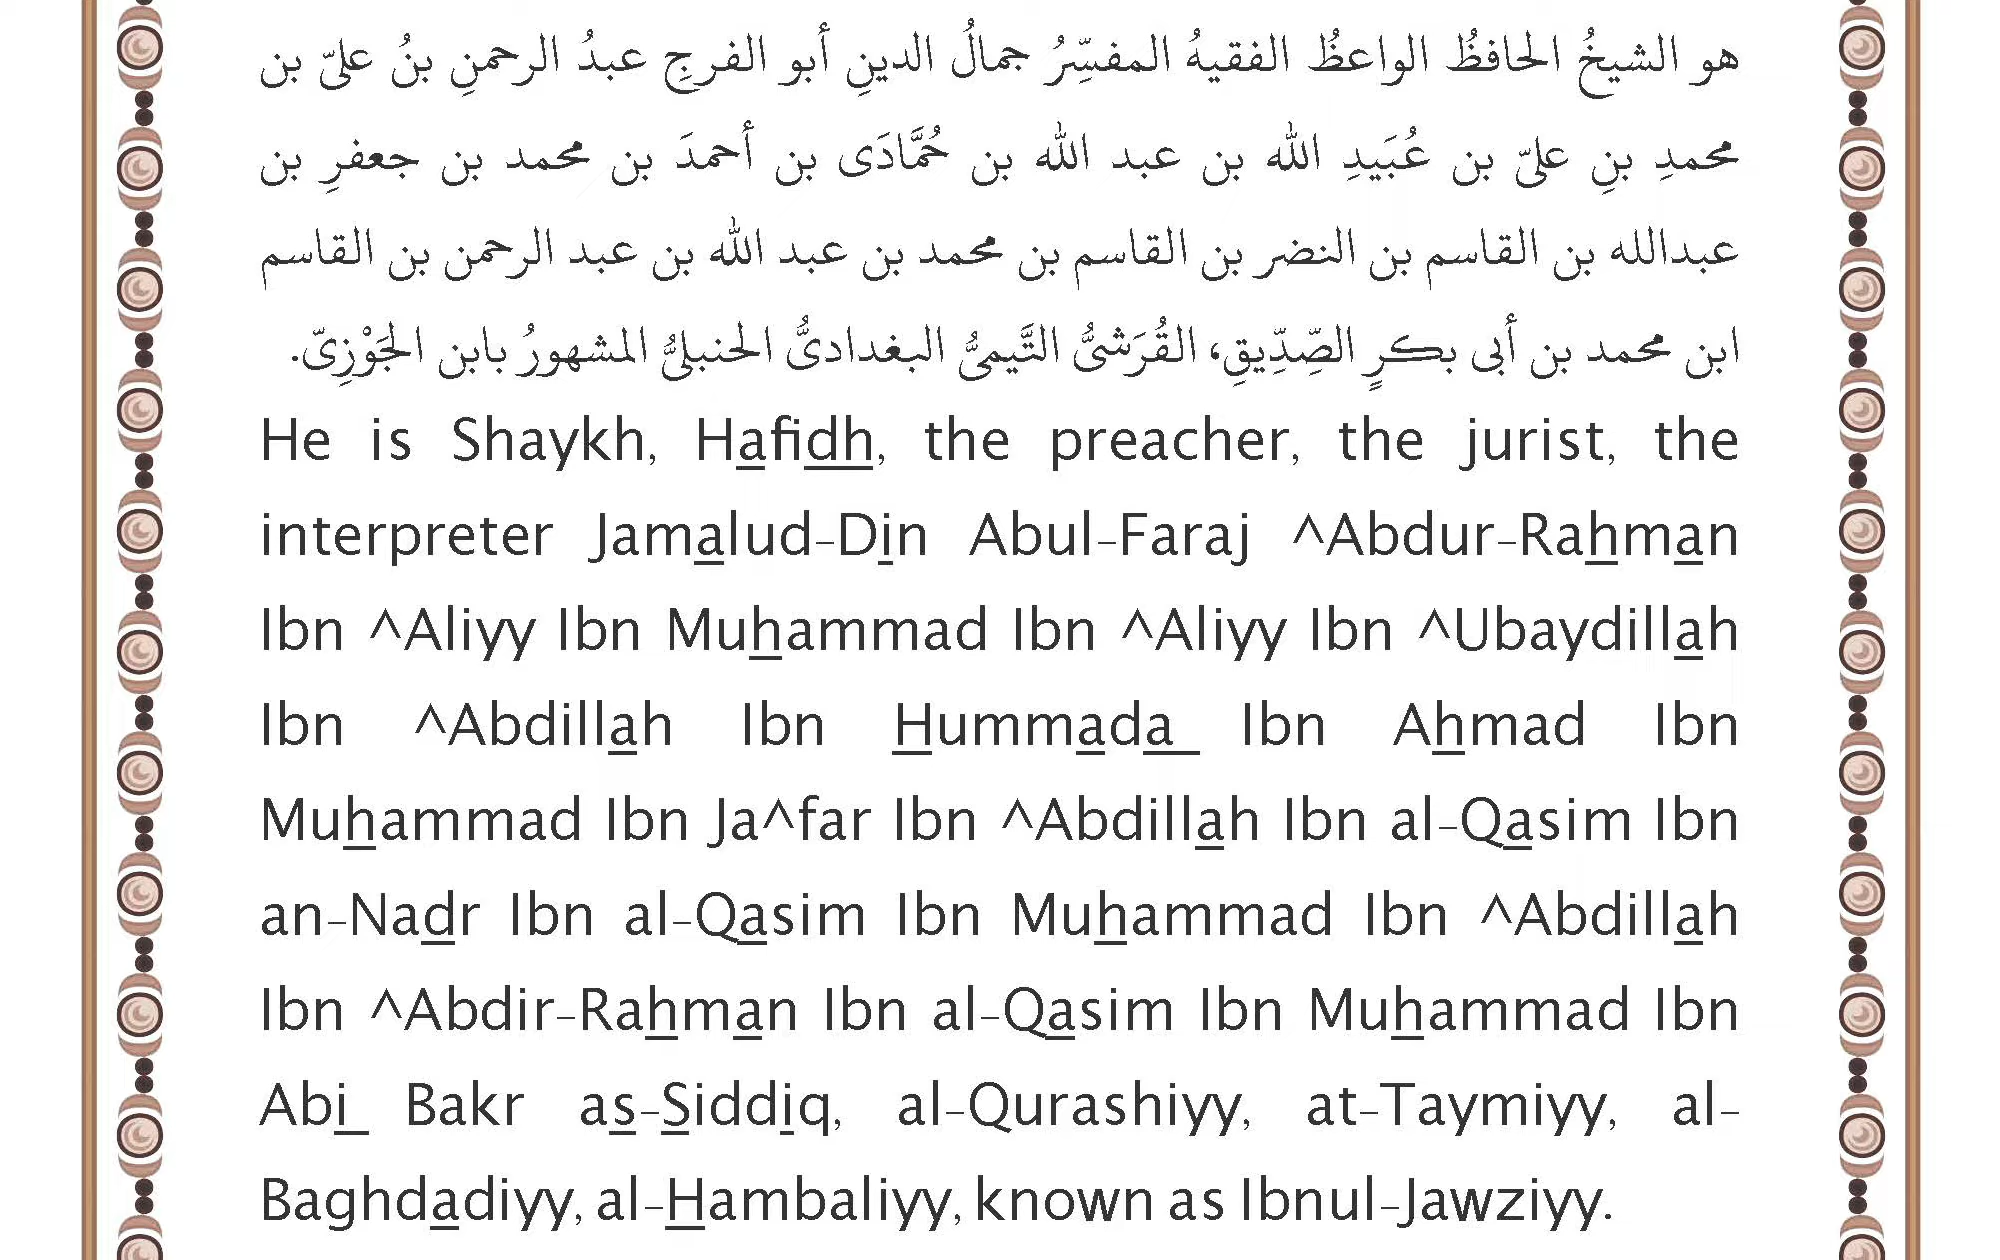 هو الشيخُ الحافظُ الواعظُ الفقيهُ المفسِّرُ جمالُ الدينِ أبو الفرجِ عبدُ الرحمنِ بنُ علىّ بن
محمدِ بنِ علىّ بن عُبَيدِ الله بن عبد الله بن حُمَّادَى بن أحمدَ بن محمد بن جعفرِ بن
عبدالله بن القاسم بن النضر بن القاسم بن محمد بن عبد الله بن عبد الرحمن بن القاسم
ابن محمد بن أبى بكرٍ الصِّدِّيقِ، القُرَشىُّ التَّيمىُّ البغدادىُّ الحنبلىُّ المشهورُ بابن الجَوْزِىّ.
He is Shaykh, Hafidh, the preacher, the jurist, the
interpreter Jamalud-Din Abul-Faraj ^Abdur-Rahman
Ibn ^Aliyy Ibn Muhammad Ibn ^Aliyy Ibn ^Ubaydillah
Ibn ^Abdillah Ibn Hummada Ibn Ahmad Ibn
Muhammad Ibn Ja^far Ibn ^Abdillah Ibn al-Qasim Ibn
an-Nadr Ibn al-Qasim Ibn Muhammad Ibn ^Abdillah
Ibn ^Abdir-Rahman Ibn al-Qasim Ibn Muhammad Ibn
Abi Bakr as-Siddiq, al-Qurashiyy, at-Taymiyy, al-
Baghdadiyy, al-Hambaliyy, known as Ibnul-Jawziyy.